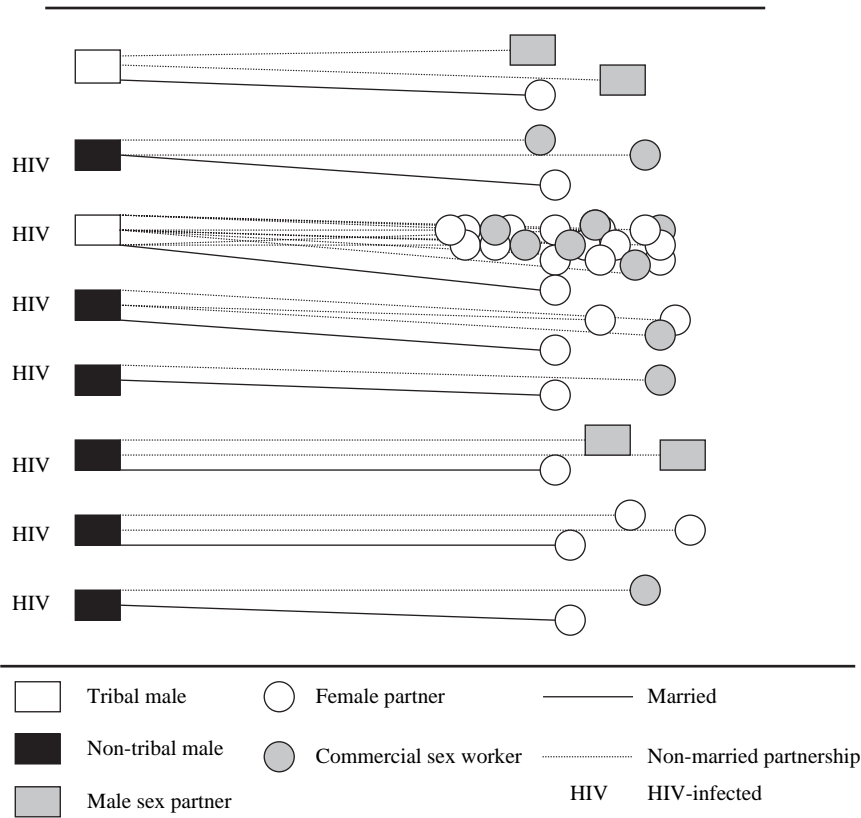 HIV
HIV
HIV
HIV
HIV
HIV
HIV
Tribal male
Female partner
Married
Non-tribal male
Commercial sex worker
Non-married partnership
Male sex partner
HIV
HIV-infected